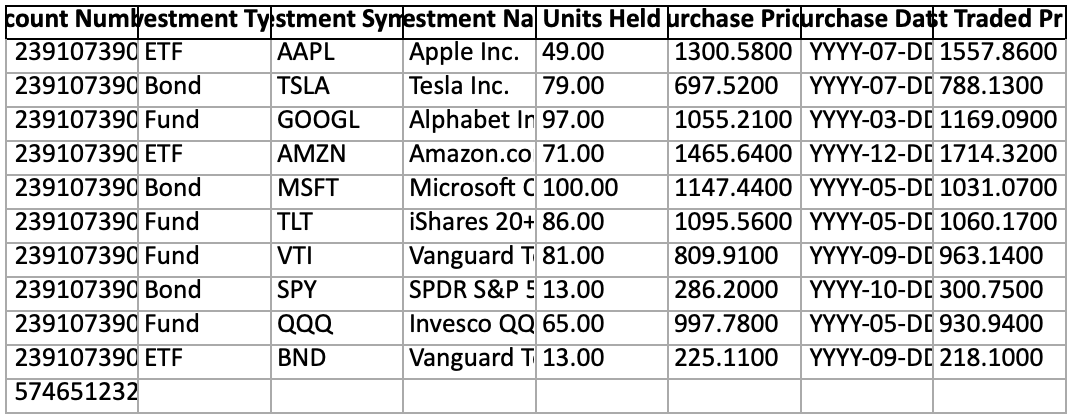 count Numb vestment Ty estment Sym estment Na Units Held urchase Pric urchase Dat st Traded Pr
239107390 ETF AAPL Apple Inc. 49.00 1300.5800 YYYY-07-DD 1557.8600
239107390 Bond TSLA Tesla Inc. 79.00 697.5200 YYYY-07-DD 788.1300
239107390 Fund GOOGL Alphabet In 97.00 1055.2100 YYYY-03-DD 1169.0900
239107390 ETF AMZN Amazon.co 71.00 1465.6400 YYYY-12-DD 1714.3200
239107390 Bond MSFT Microsoft C 100.00 1147.4400 YYYY-05-DD 1031.0700
239107390 Fund TLT iShares 20+ 86.00 1095.5600 YYYY-05-DD 1060.1700
239107390 Fund VTI Vanguard T 81.00 809.9100 YYYY-09-DD 963.1400
239107390 Bond SPY SPDR S&P 5 13.00 286.2000 YYYY-10-DD 300.7500
239107390 Fund QQQ Invesco QQ 65.00 997.7800 YYYY-05-DD 930.9400
239107390 ETF BND Vanguard T 13.00 225.1100 YYYY-09-DD 218.1000
574651232